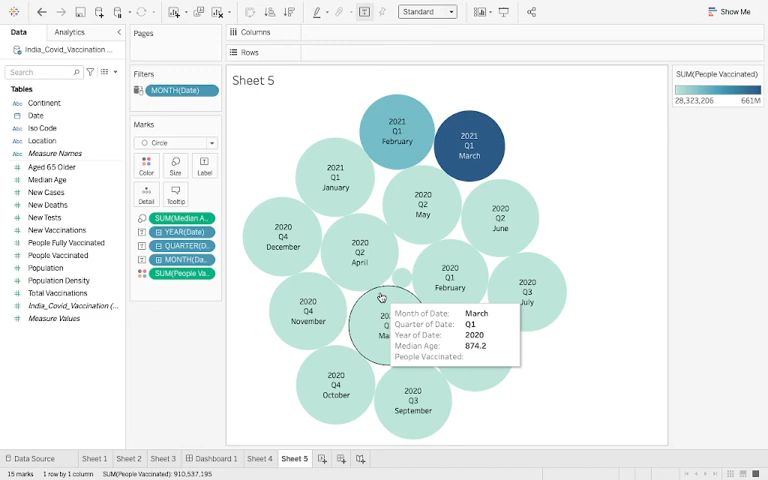 Standard
Show Me
Data
Analytics
Pages
Columns
Rows
India_Covid_Vaccination ...
Search
Tables
Abc Continent
Date
Abc Iso Code
Abc Location
Abc Measure Names
Aged 65 Older
Median Age
New Cases
New Deaths
New Tests
New Vaccinations
People Fully Vaccinated
People Vaccinated
Population
Population Density
Total Vaccinations
India_Covid_Vaccination (...
Measure Values
Filters
MONTH(Date)
Marks
Circle
Color
Size
Label
Detail
Tooltip
SUM(Median A..
YEAR(Date)
QUARTER(D..
MONTH(Da..
SUM(People Va..
Sheet 5
2021
Q1
February
2021
Q1
March
2021
Q1
January
2020
Q2
May
2020
Q2
June
2020
Q4
December
2020
Q2
April
2020
Q1
February
2020
Q3
July
2020
Q4
November
Month of Date: March
Quarter of Date: Q1
Year of Date: 2020
Median Age: 874.2
People Vaccinated:
2020
Q4
October
2020
Q3
September
SUM(People Vaccinated)
28,323,206 661M
Data Source
Sheet 1
Sheet 2
Sheet 3
Dashboard 1
Sheet 4
Sheet 5
15 marks 1 row by 1 column SUM(People Vaccinated): 910,537,195